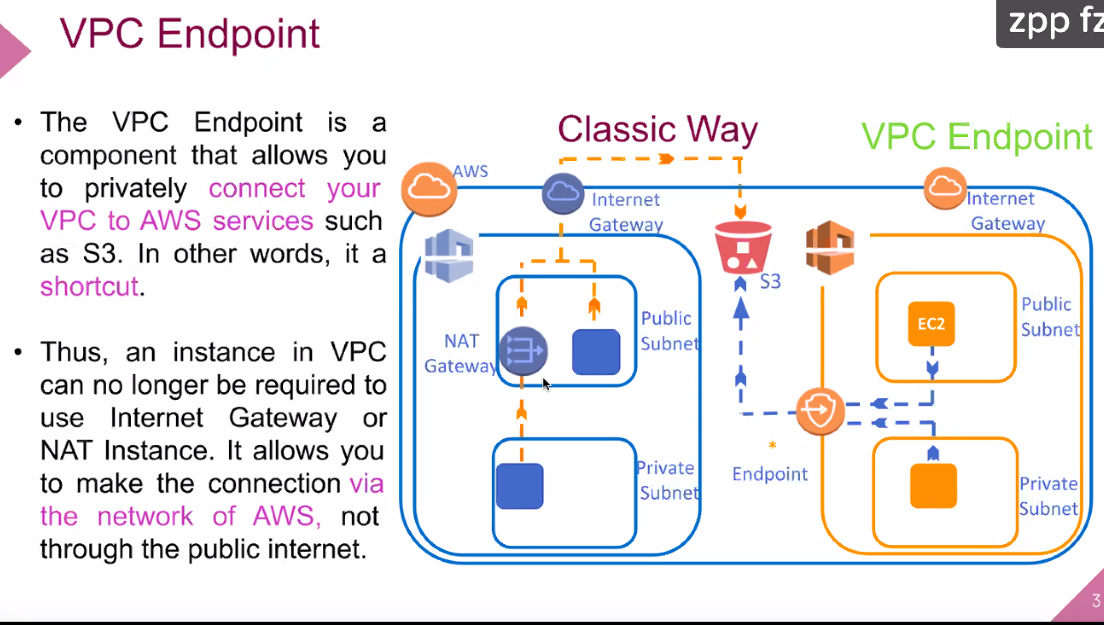 VPC Endpoint
zpp fz
• The VPC Endpoint is a
component that allows you
to privately connect your
VPC to AWS services such
as S3. In other words, it a
shortcut.
• Thus, an instance in VPC
can no longer be required to
use Internet Gateway or
NAT Instance. It allows you
to make the connection via
the network of AWS, not
through the public internet.
Classic Way
AWS
Internet
Gateway
S3
NAT
Gateway
Public
Subnet
Private
Subnet
VPC Endpoint
Internet
Gateway
EC2
Public
Subnet
*
Endpoint
Private
Subnet
3